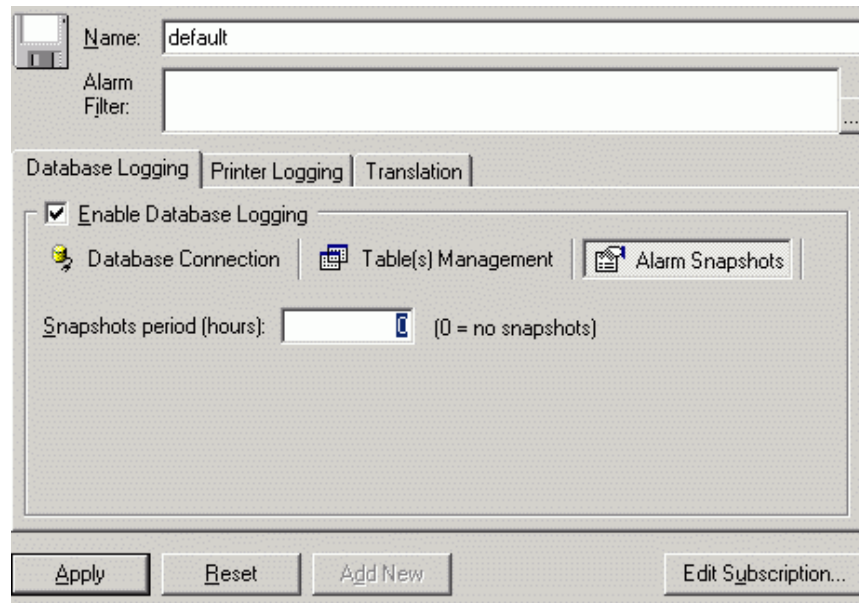 Name: default
Alarm
Filter:
...
Database Logging Printer Logging Translation
Enable Database Logging
Database Connection Table(s) Management Alarm Snapshots
Snapshots period (hours): 0 (0 = no snapshots)
Apply Reset Add New Edit Subscription...